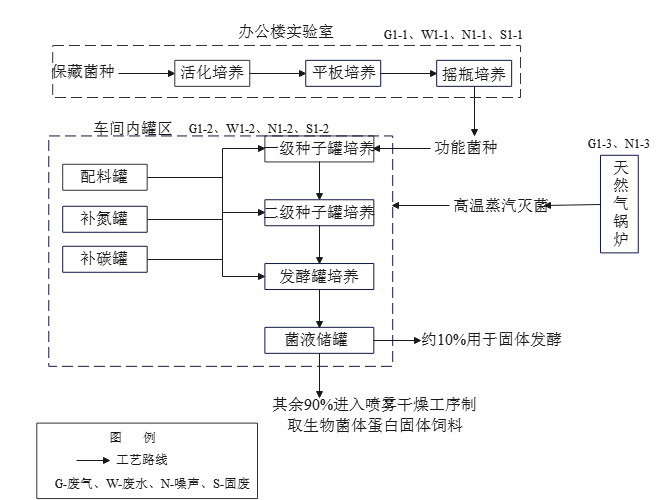 办公楼实验室
G1-1、W1-1、N1-1、S1-1
保藏菌种
活化培养
平板培养
摇瓶培养
车间内罐区
G1-2、W1-2、N1-2、S1-2
一级种子罐培养
功能菌种
G1-3、N1-3
天然气锅炉
配料罐
补氮罐
二级种子罐培养
高温蒸汽灭菌
补碳罐
发酵罐培养
菌液储罐
约10%用于固体发酵
其余90%进入喷雾干燥工序制
取生物菌体蛋白固体饲料
图 例
工艺路线
G-废气、W-废水、N-噪声、S-固废